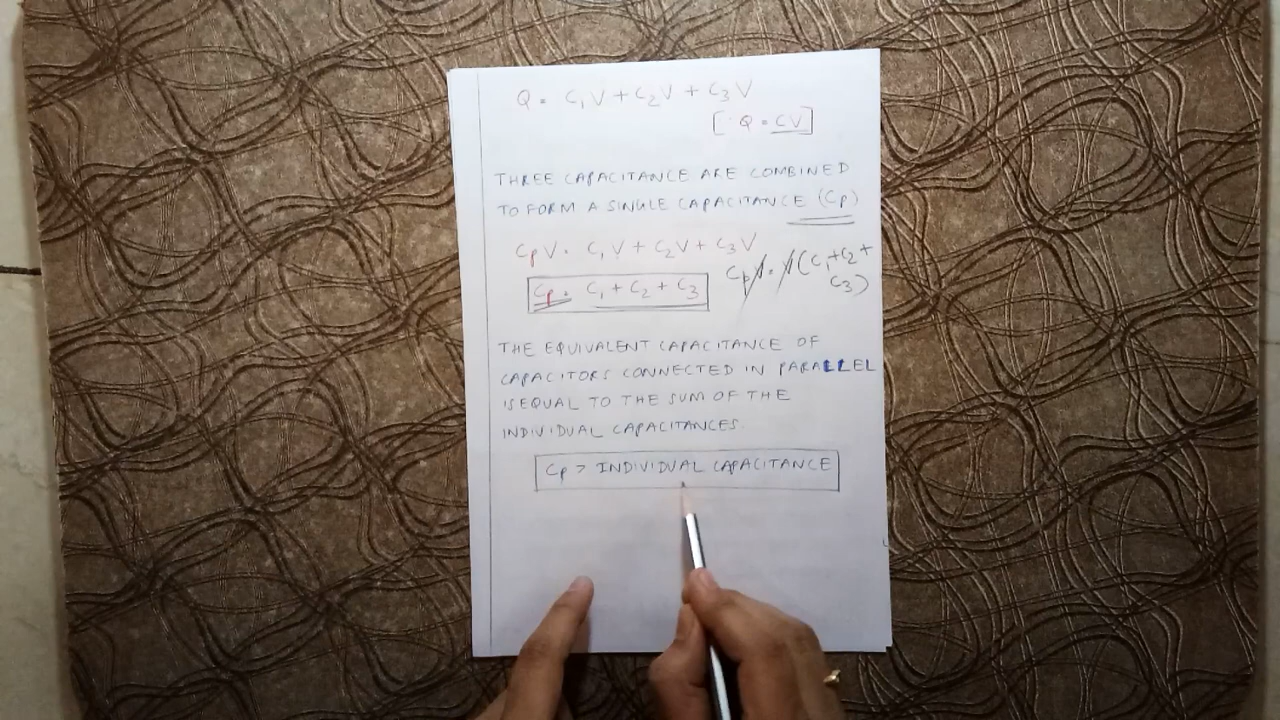 Q = C₁V + C₂V + C₃V
[∵ Q = CV]
THREE CAPACITANCE ARE COMBINED
TO FORM A SINGLE CAPACITANCE (Cp)
CpV = C₁V + C₂V + C₃V
CpV = V(C₁+C₂+
C₃)
Cp = C₁ + C₂ + C₃
THE EQUIVALENT CAPACITANCE OF
CAPACITORS CONNECTED IN PARALLEL
IS EQUAL TO THE SUM OF THE
INDIVIDUAL CAPACITANCES.
Cp > INDIVIDUAL CAPACITANCE